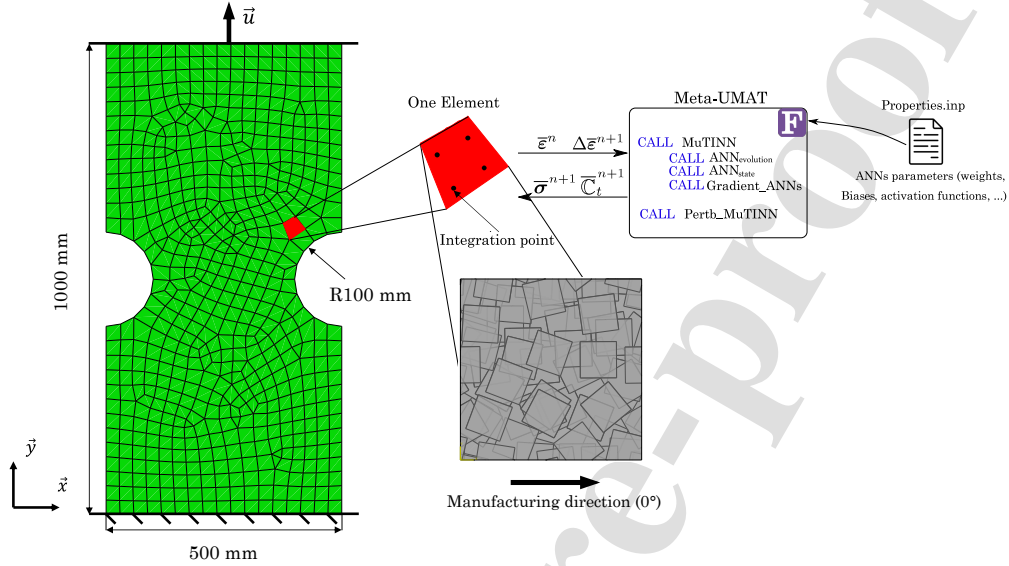 u⃗
1000 mm
One Element
Meta-UMAT
Properties.inp
F
ε̅ⁿ Δε̅ⁿ⁺¹
σ̅ⁿ⁺¹ ℂ̅ₜⁿ⁺¹
CALL MuTINN
CALL ANNevolution
CALL ANNstate
CALL Gradient_ANNs
CALL Pertb_MuTINN
ANNs parameters (weights,
Biases, activation functions, ...)
Integration point
R100 mm
y⃗
x⃗
Manufacturing direction (0°)
500 mm
re-proof